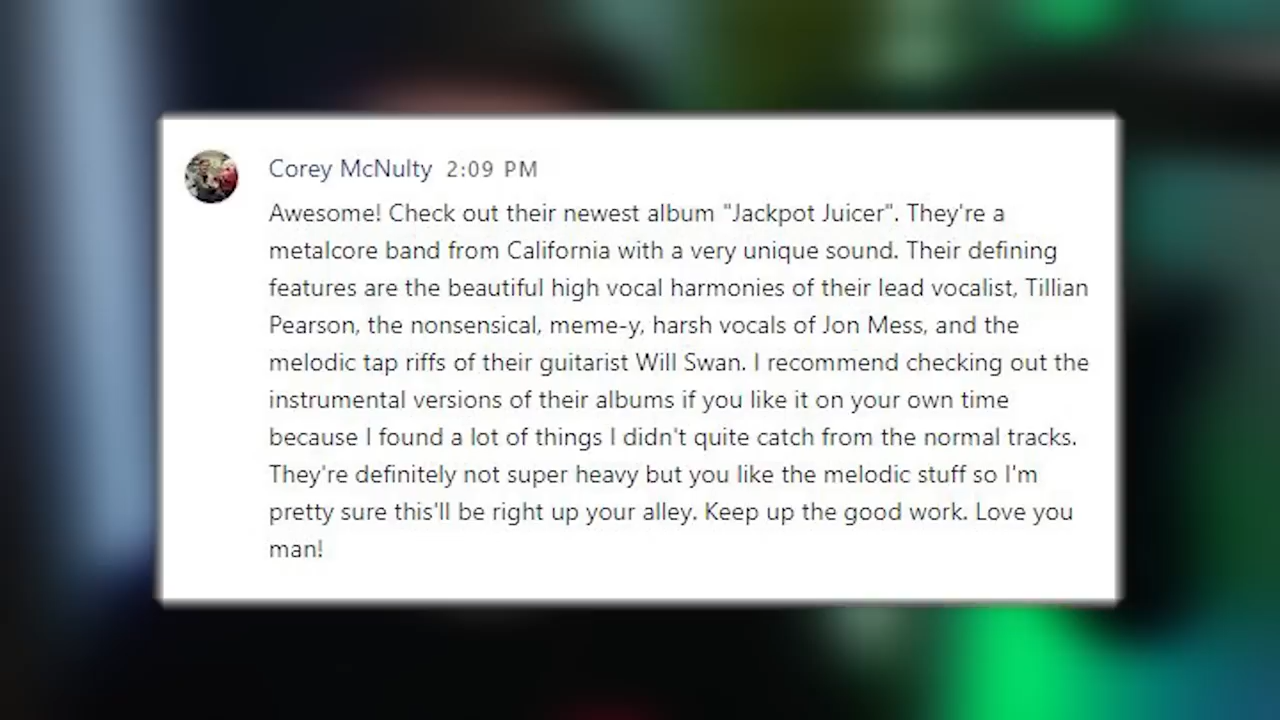 Corey McNulty 2:09 PM
Awesome! Check out their newest album "Jackpot Juicer". They're a
metalcore band from California with a very unique sound. Their defining
features are the beautiful high vocal harmonies of their lead vocalist, Tillian
Pearson, the nonsensical, meme-y, harsh vocals of Jon Mess, and the
melodic tap riffs of their guitarist Will Swan. I recommend checking out the
instrumental versions of their albums if you like it on your own time
because I found a lot of things I didn't quite catch from the normal tracks.
They're definitely not super heavy but you like the melodic stuff so I'm
pretty sure this'll be right up your alley. Keep up the good work. Love you
man!